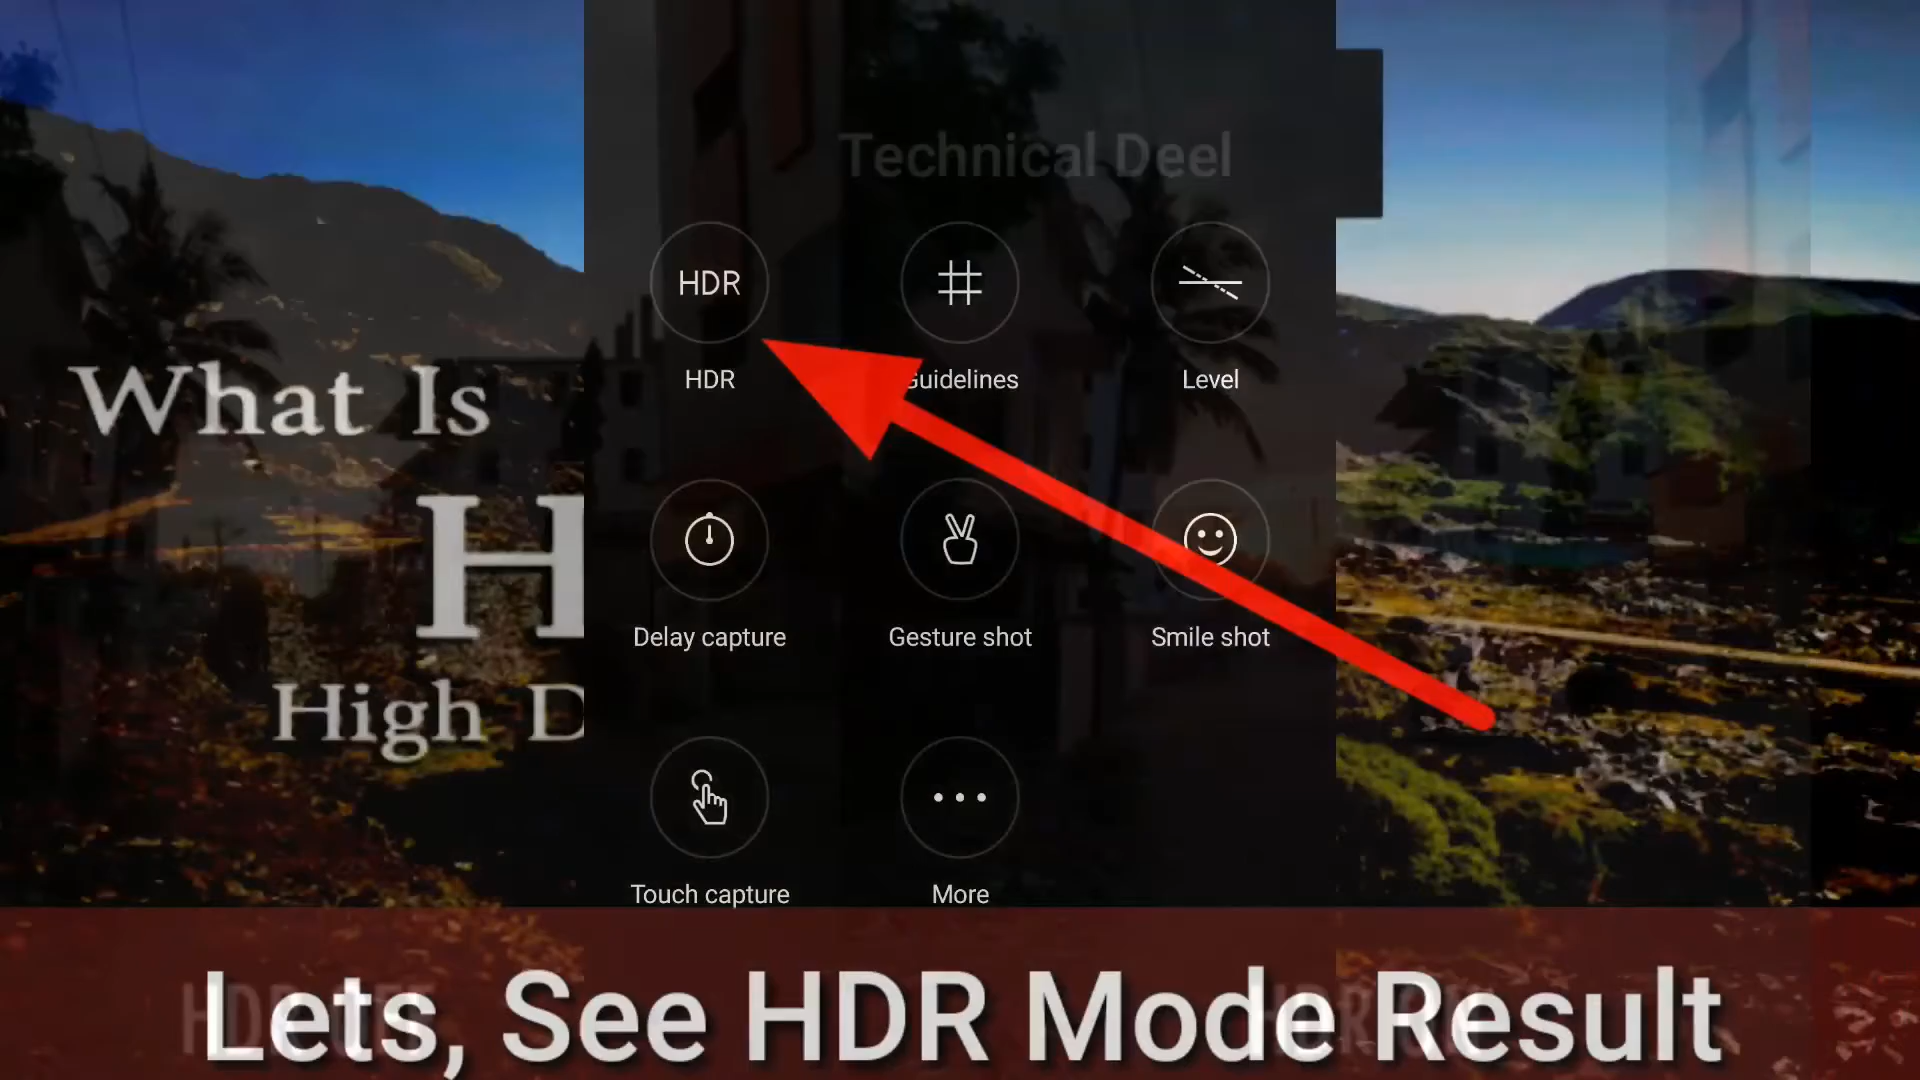 Technical Deel
HDR
HDR
Guidelines
Level
What Is
H
High D
Delay capture
Gesture shot
Smile shot
Touch capture
More
Lets, See HDR Mode Result